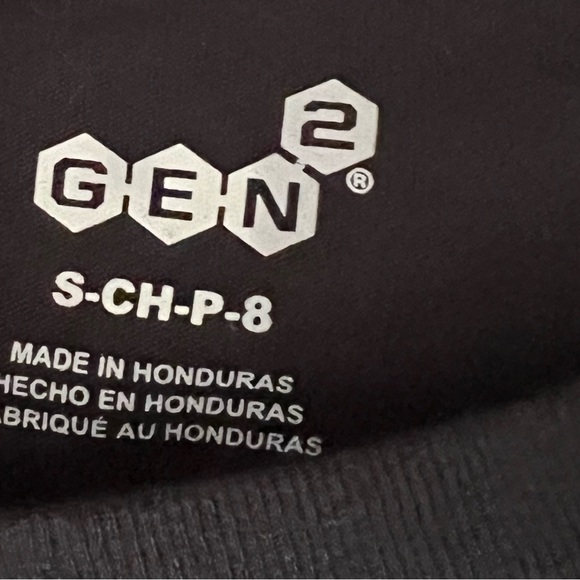 GEN2®
S-CH-P-8
MADE IN HONDURAS
HECHO EN HONDURAS
ABRIQUÉ AU HONDURAS